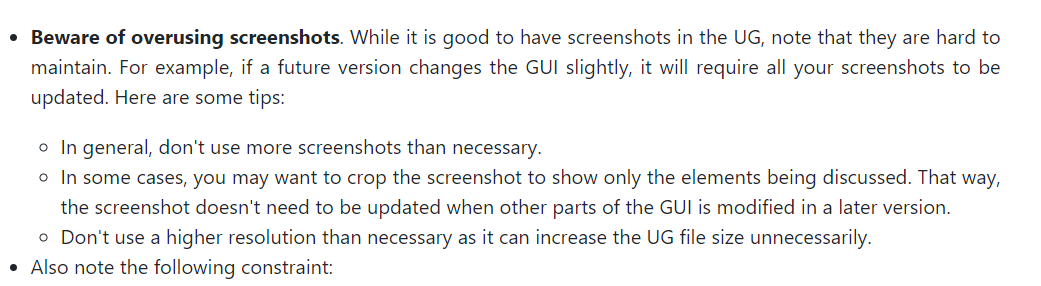 • Beware of overusing screenshots. While it is good to have screenshots in the UG, note that they are hard to
maintain. For example, if a future version changes the GUI slightly, it will require all your screenshots to be
updated. Here are some tips:
◦ In general, don't use more screenshots than necessary.
◦ In some cases, you may want to crop the screenshot to show only the elements being discussed. That way,
the screenshot doesn't need to be updated when other parts of the GUI is modified in a later version.
◦ Don't use a higher resolution than necessary as it can increase the UG file size unnecessarily.
• Also note the following constraint: